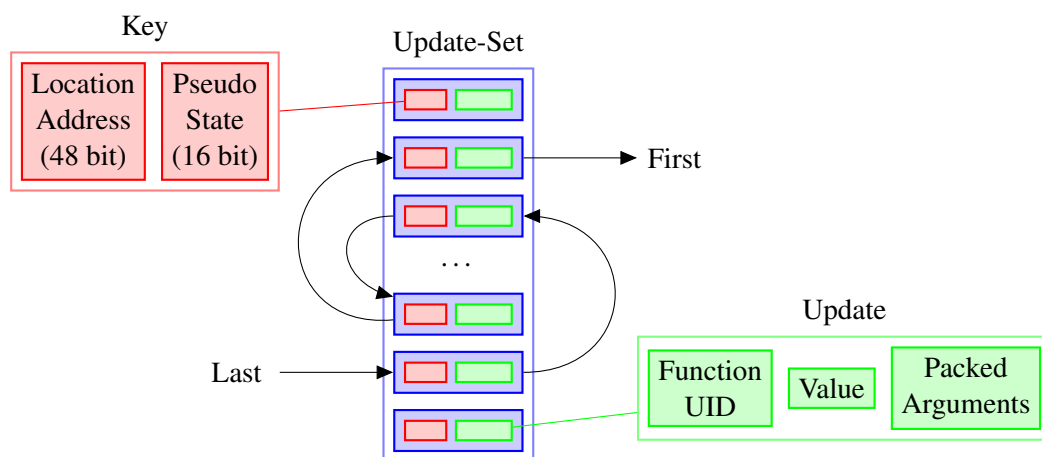 Key
Location
Address
(48 bit)
Pseudo
State
(16 bit)
Update-Set
First
...
Last
Update
Function
UID
Value
Packed
Arguments